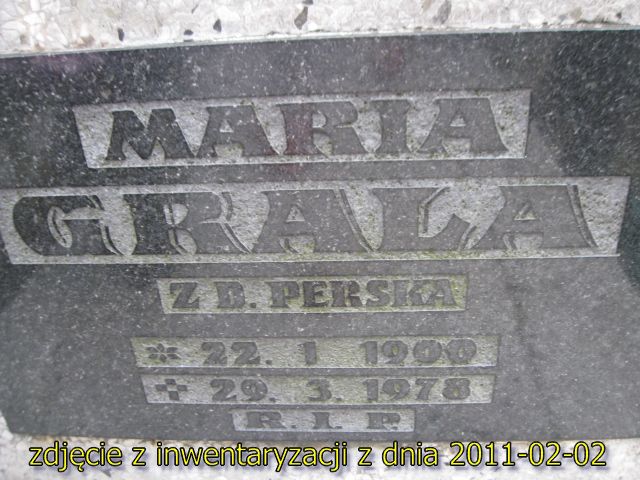 MARIA
GRALA
Z D. PERSKA
* 22. 1 1900
✝ 29. 3. 1978
R.I.P.
zdjęcie z inwentaryzacji z dnia 2011-02-02